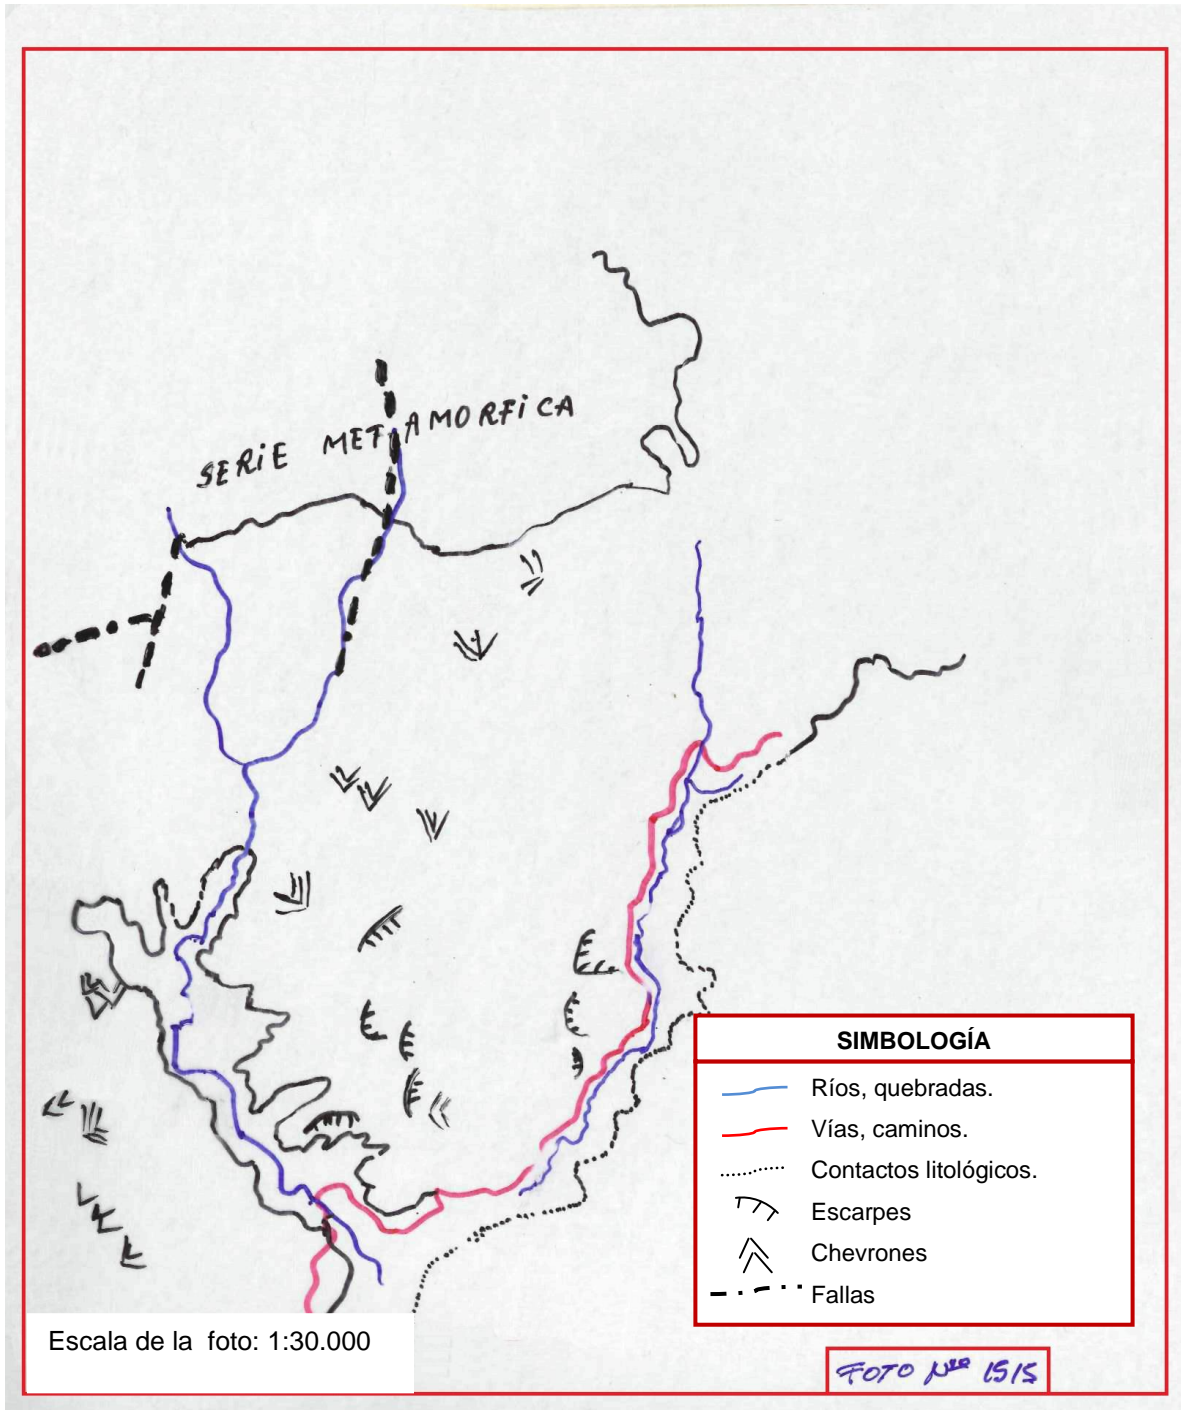 SERIE METAMORFICA
SIMBOLOGÍA
Ríos, quebradas.
Vías, caminos.
Contactos litológicos.
Escarpes
Chevrones
Fallas
Escala de la foto: 1:30.000
FOTO Nro 1515